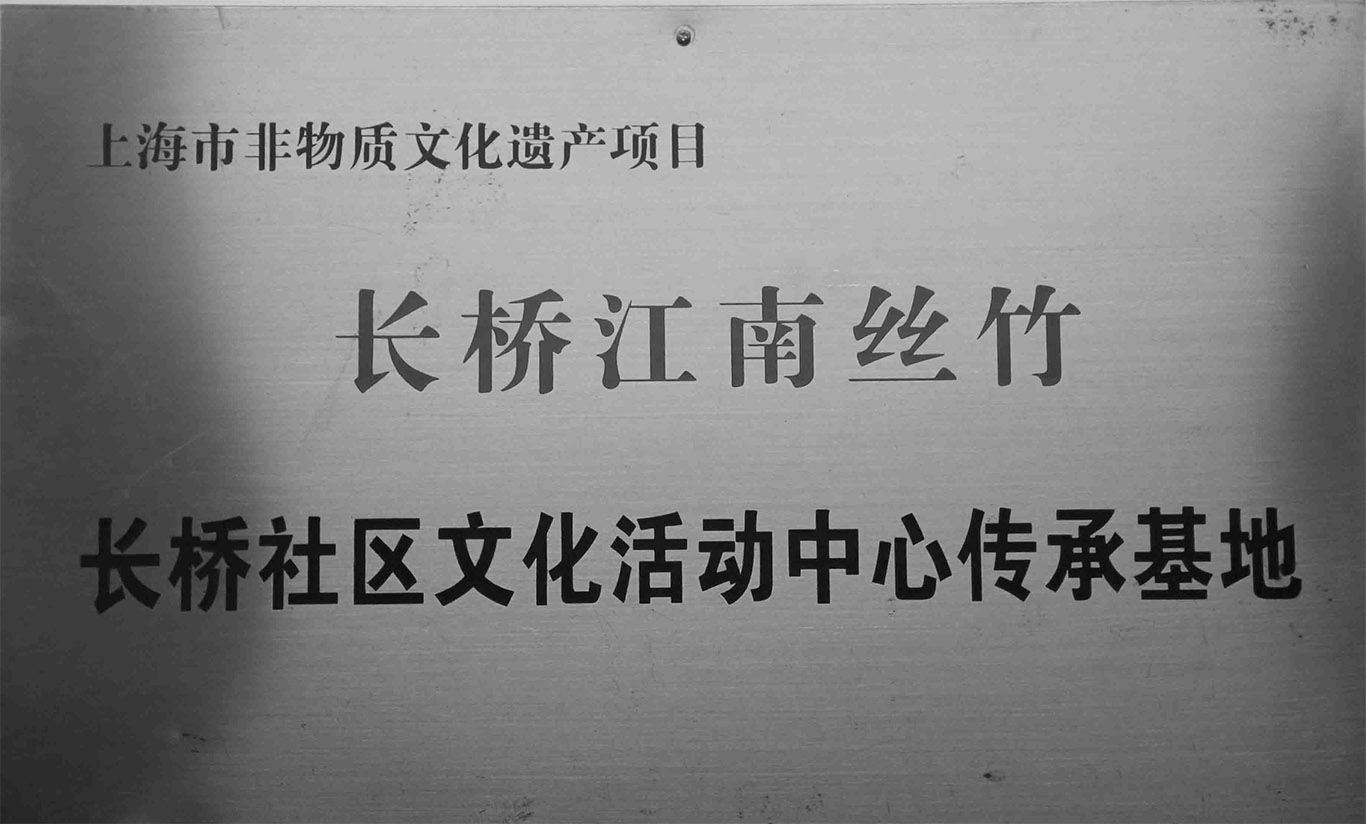 上海市非物质文化遗产项目
长桥江南丝竹
长桥社区文化活动中心传承基地